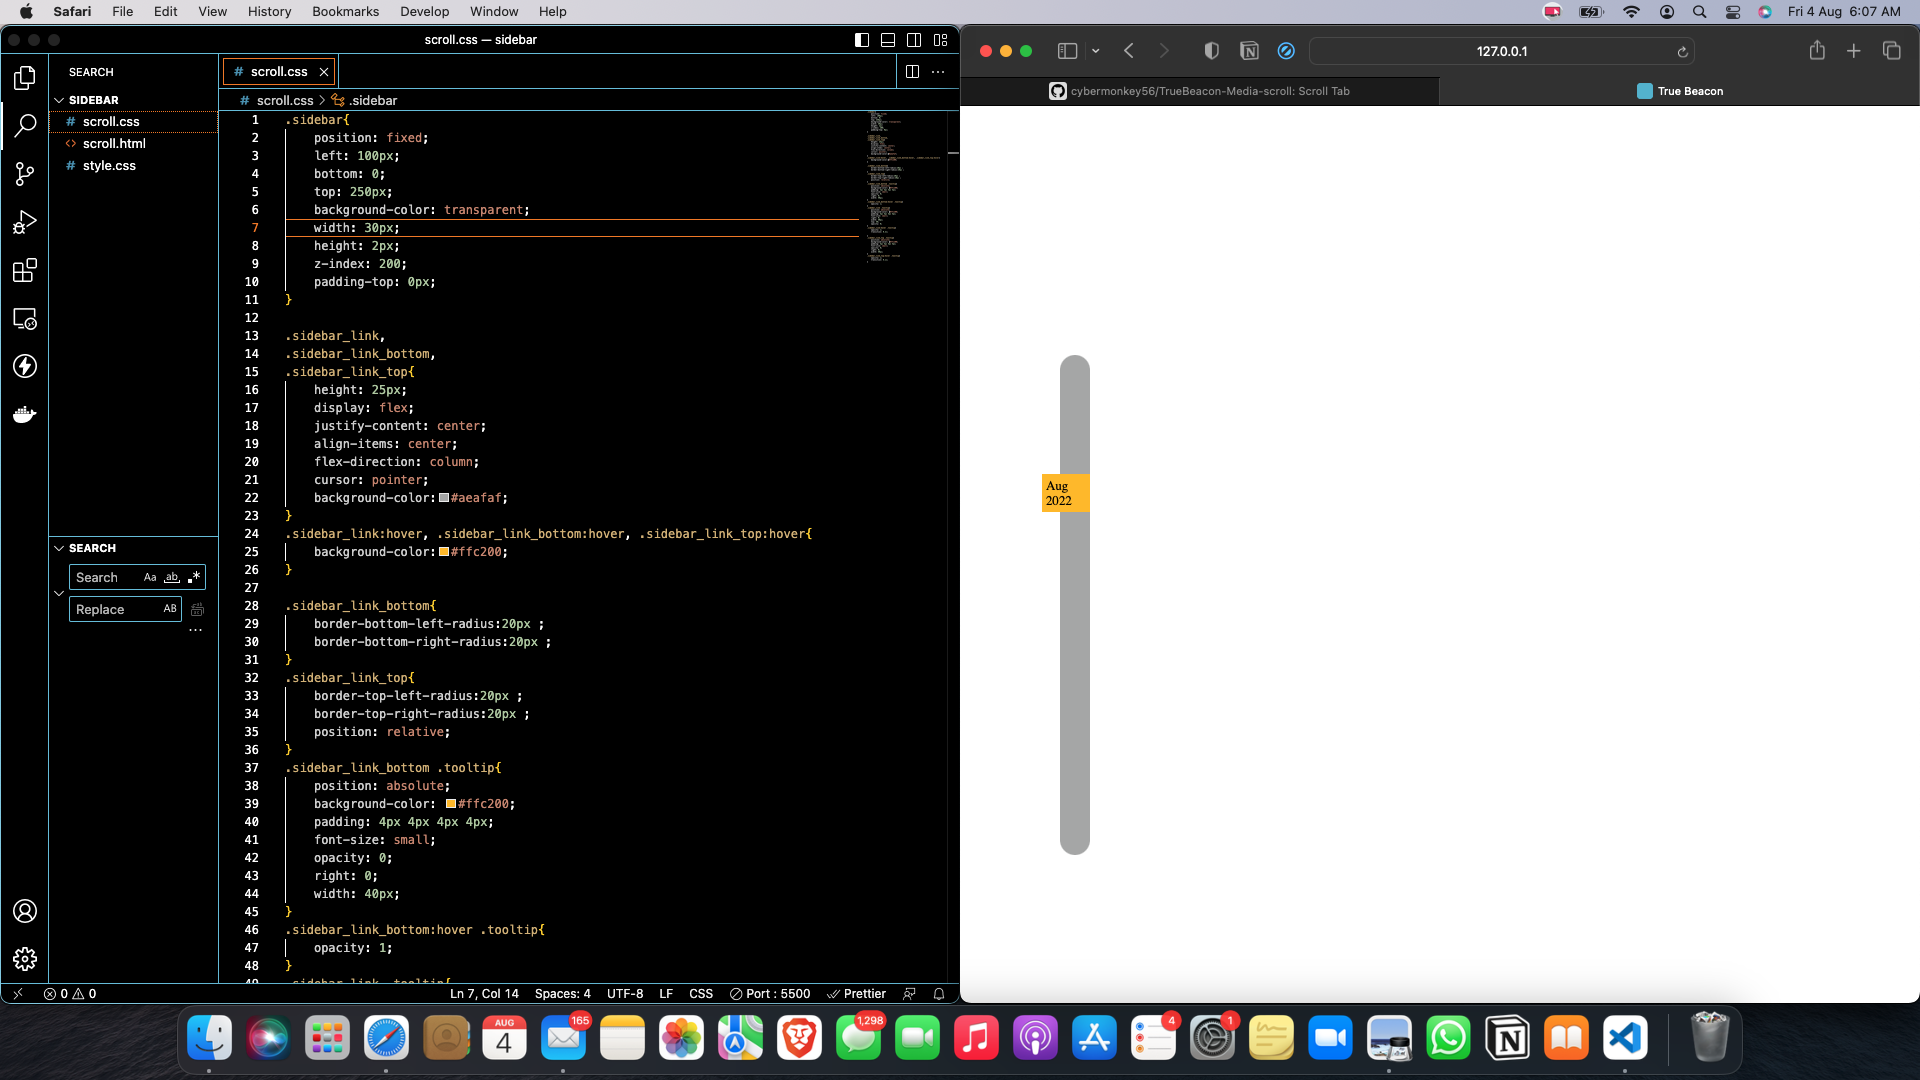 Safari File Edit View History Bookmarks Develop Window Help Fri 4 Aug 6:07 AM
scroll.css — sidebar
SEARCH
SIDEBAR
# scroll.css
<> scroll.html
# style.css
SEARCH
Search Aa ab .*
Replace AB
...
# scroll.css
# scroll.css > .sidebar
1 .sidebar{
2 position: fixed;
3 left: 100px;
4 bottom: 0;
5 top: 250px;
6 background-color: transparent;
7 width: 30px;
8 height: 2px;
9 z-index: 200;
10 padding-top: 0px;
11 }
12
13 .sidebar_link,
14 .sidebar_link_bottom,
15 .sidebar_link_top{
16 height: 25px;
17 display: flex;
18 justify-content: center;
19 align-items: center;
20 flex-direction: column;
21 cursor: pointer;
22 background-color: #aeafaf;
23 }
24 .sidebar_link:hover, .sidebar_link_bottom:hover, .sidebar_link_top:hover{
25 background-color: #ffc200;
26 }
27
28 .sidebar_link_bottom{
29 border-bottom-left-radius:20px ;
30 border-bottom-right-radius:20px ;
31 }
32 .sidebar_link_top{
33 border-top-left-radius:20px ;
34 border-top-right-radius:20px ;
35 position: relative;
36 }
37 .sidebar_link_bottom .tooltip{
38 position: absolute;
39 background-color: #ffc200;
40 padding: 4px 4px 4px 4px;
41 font-size: small;
42 opacity: 0;
43 right: 0;
44 width: 40px;
45 }
46 .sidebar_link_bottom:hover .tooltip{
47 opacity: 1;
48 }
0 0 Ln 7, Col 14 Spaces: 4 UTF-8 LF CSS Port : 5500 Prettier
127.0.0.1
cybermonkey56/TrueBeacon-Media-scroll: Scroll Tab
True Beacon
Aug
2022
AUG
4
165
1,298
4
1